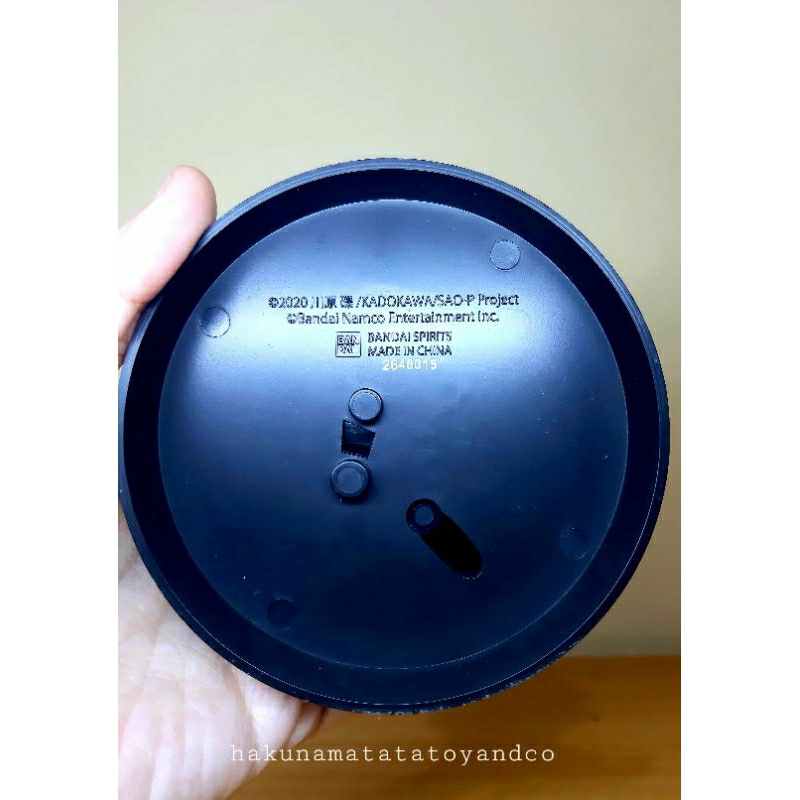 ©2020 川原 礫/KADOKAWA/SAO-P Project
©Bandai Namco Entertainment Inc.
BAN
DAI
BANDAI SPIRITS
MADE IN CHINA
2646015
hakunamatatatoyandco